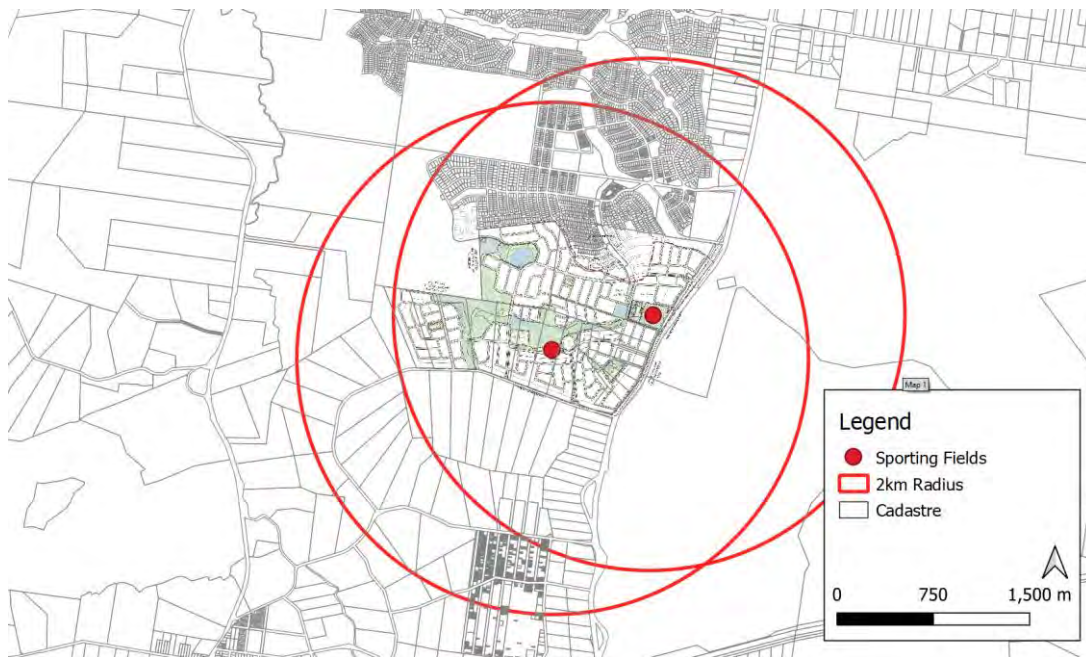 Map 1
Legend
Sporting Fields
2km Radius
Cadastre
0 750 1,500 m